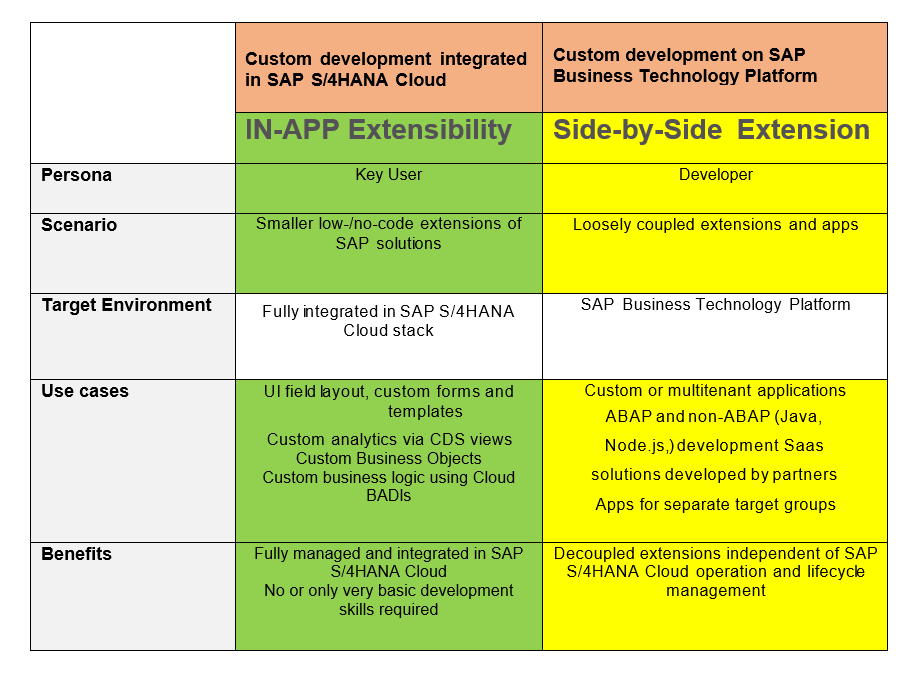 Custom development integrated
in SAP S/4HANA Cloud
Custom development on SAP
Business Technology Platform
IN-APP Extensibility
Side-by-Side Extension
Persona
Key User
Developer
Scenario
Smaller low-/no-code extensions of
SAP solutions
Loosely coupled extensions and apps
Target Environment
Fully integrated in SAP S/4HANA
Cloud stack
SAP Business Technology Platform
Use cases
UI field layout, custom forms and
templates
Custom analytics via CDS views
Custom Business Objects
Custom business logic using Cloud
BADIs
Custom or multitenant applications
ABAP and non-ABAP (Java,
Node.js,) development Saas
solutions developed by partners
Apps for separate target groups
Benefits
Fully managed and integrated in SAP
S/4HANA Cloud
No or only very basic development
skills required
Decoupled extensions independent of SAP
S/4HANA Cloud operation and lifecycle
management